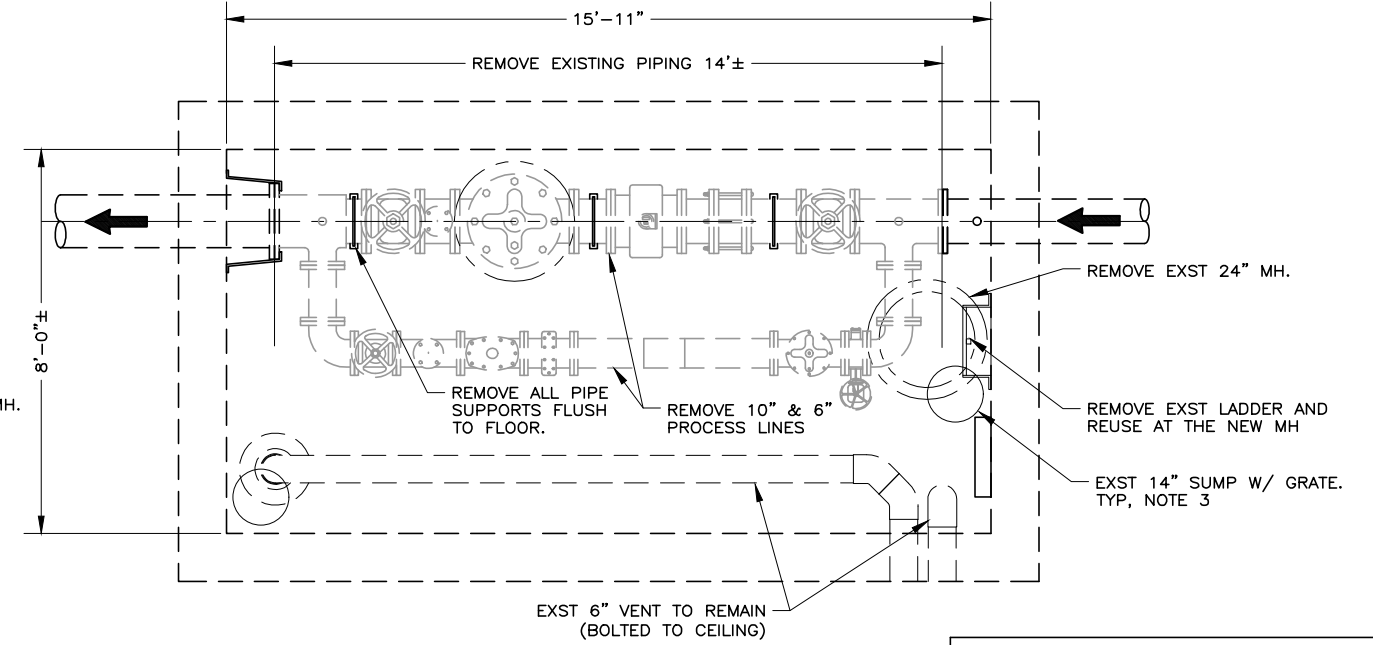 15'-11"
REMOVE EXISTING PIPING 14'±
8'-0"±
MH.
REMOVE EXST 24" MH.
REMOVE ALL PIPE
SUPPORTS FLUSH
TO FLOOR.
REMOVE 10" & 6"
PROCESS LINES
REMOVE EXST LADDER AND
REUSE AT THE NEW MH
EXST 14" SUMP W/ GRATE.
TYP, NOTE 3
EXST 6" VENT TO REMAIN
(BOLTED TO CEILING)